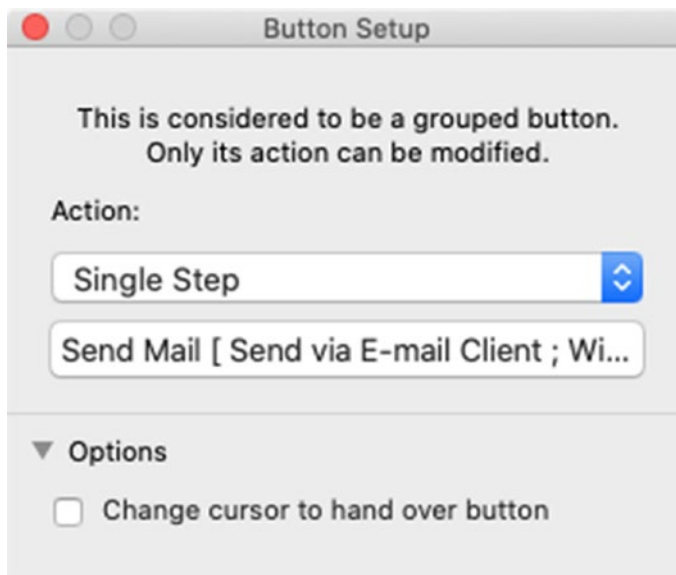 Button Setup
This is considered to be a grouped button.
Only its action can be modified.
Action:
Single Step
Send Mail [ Send via E-mail Client ; Wi...
Options
Change cursor to hand over button